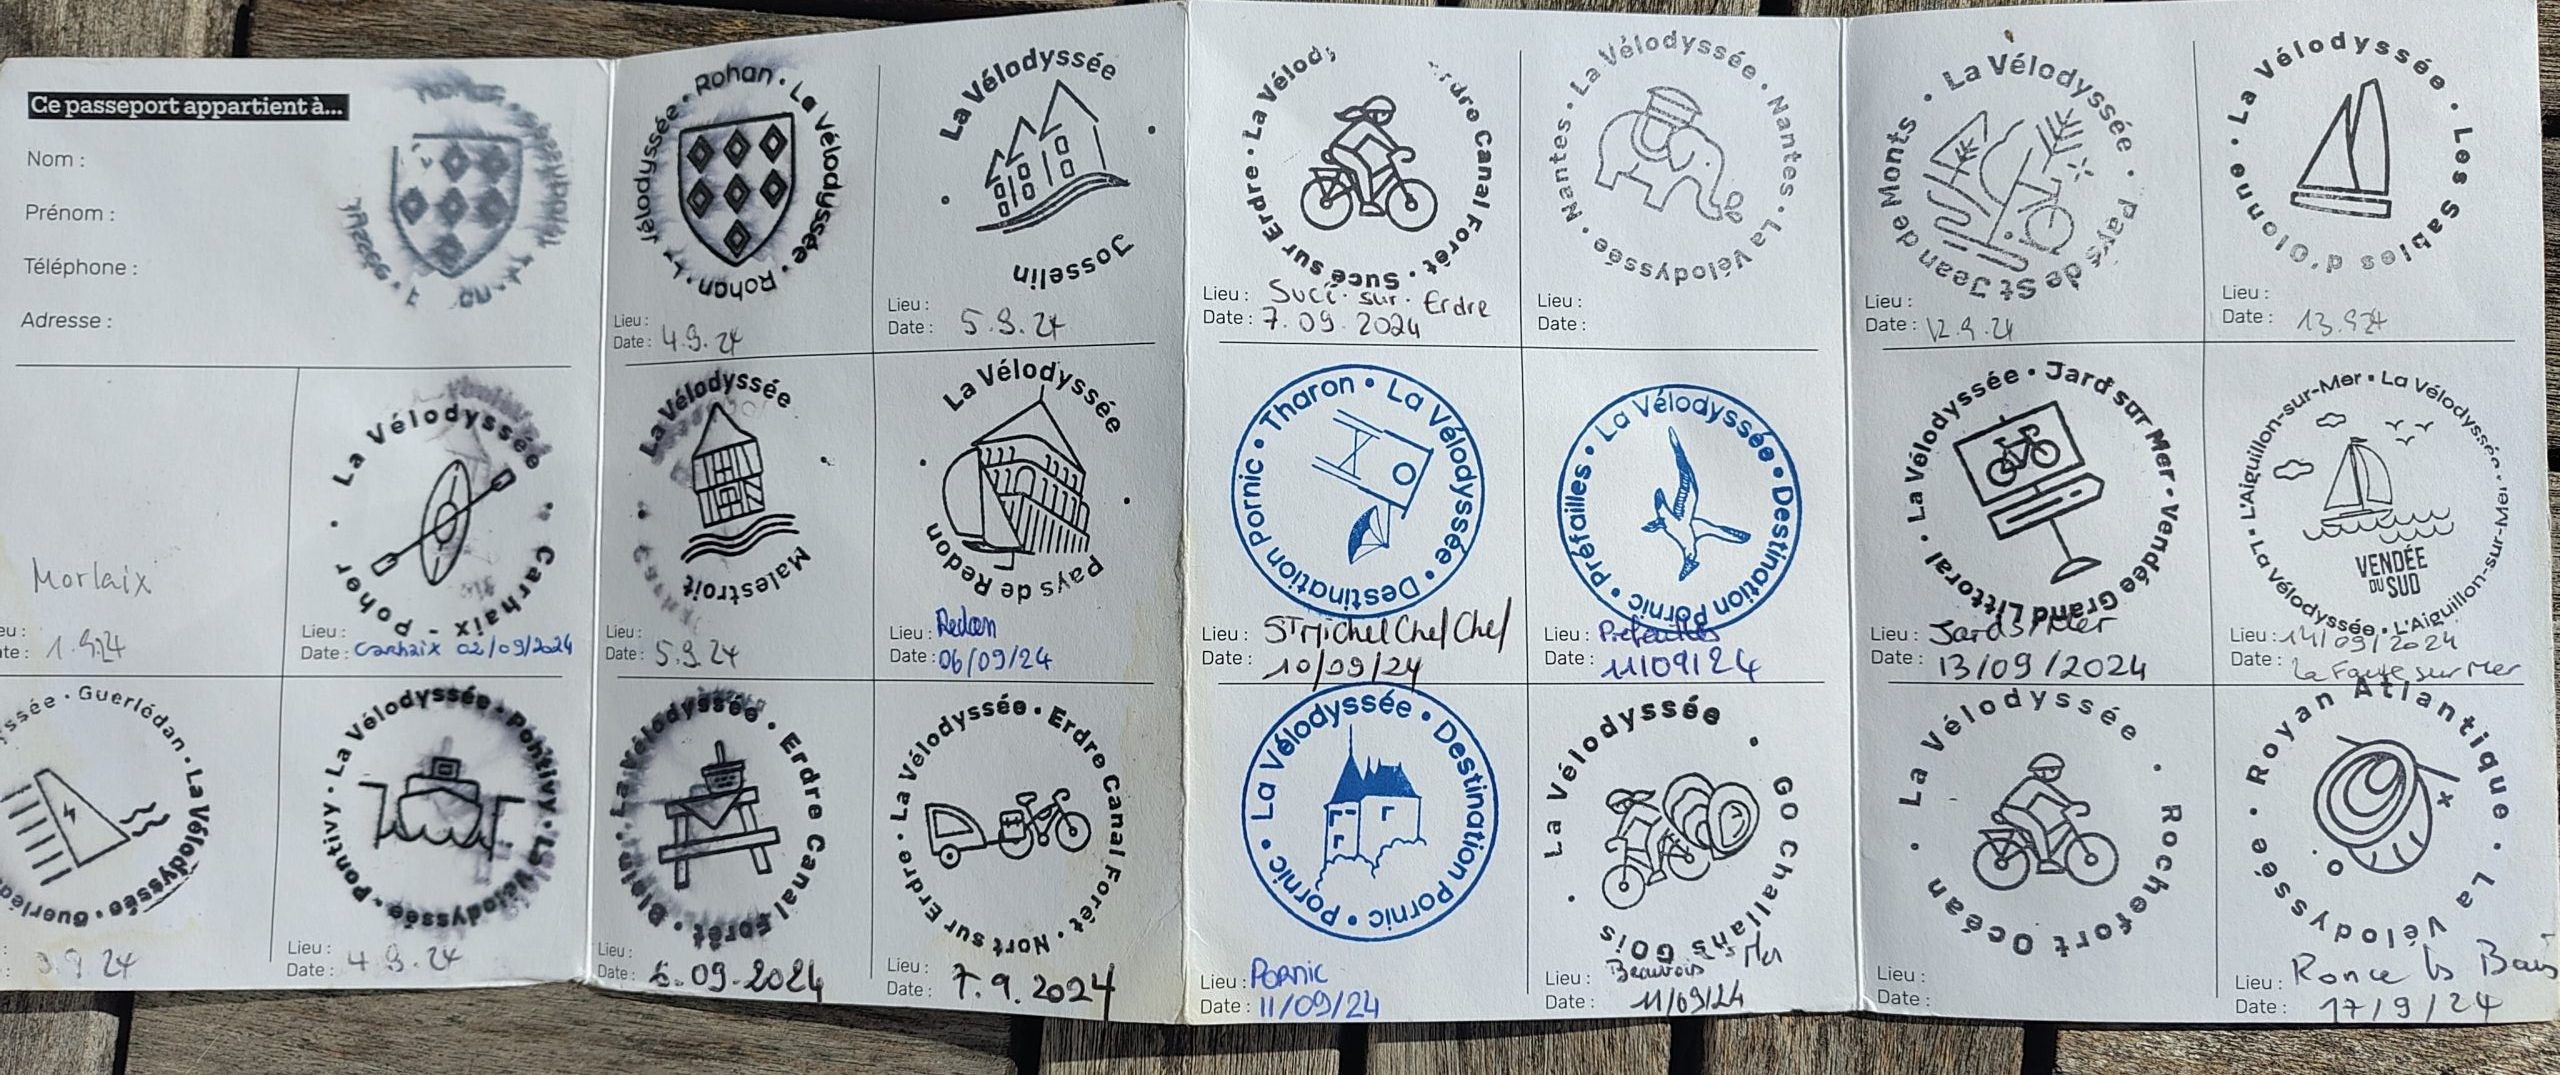 Ce passeport appartient à...
Nom :
Prénom :
Téléphone :
Adresse :
Morlaix
1.9.24
La Vélodyssée • Carhaix - Poher •
Lieu :
Date : Carhaix 02/09/2024
Guerlédan • La Vélodyssée •
3.9.24
La Vélodyssée • Pontivy • La Vélodyssée • Pontivy •
Lieu :
Date : 4.9.24
Rohan • La Vélodyssée • Rohan • La Vélodyssée •
Lieu :
Date : 4.9.24
La Vélodyssée • Josselin •
Lieu :
Date : 5.9.24
La Vélodyssée • Malestroit •
Lieu :
Date : 5.9.24
La Vélodyssée • Pays de Redon •
Lieu : Redon
Date : 06/09/24
La Vélodyssée • Erdre Canal Forêt • Blain •
Lieu :
Date : 6.09.2024
La Vélodyssée • Erdre Canal Forêt • Nort sur Erdre •
Lieu :
Date : 7.9.2024
La Vélodyssée Erdre Canal Forêt • Sucé sur Erdre •
Lieu : Sucé-sur-Erdre
Date : 7.09.2024
La Vélodyssée • Nantes • La Vélodyssée • Nantes •
Lieu :
Date :
Tharon • La Vélodyssée • Destination Pornic •
Lieu : St Michel Chef Chef
Date : 10/09/24
La Vélodyssée • Destination Pornic • Préfailles •
Lieu : Préfailles
Date : 11/09/24
La Vélodyssée • Destination Pornic • Pornic •
Lieu : Pornic
Date : 11/09/24
La Vélodyssée • GO Challans Gois •
Lieu : Beauvois s/ Mer
Date : 11/09/24
La Vélodyssée • Pays de St Jean de Monts •
Lieu :
Date : 12.9.24
La Vélodyssée • Les Sables d'Olonne •
Lieu :
Date : 13.9.24
La Vélodyssée • Jard sur Mer • Vendée Grand Littoral •
Lieu : Jard s/Mer
Date : 13/09/2024
L'Aiguillon-sur-Mer • La Vélodyssée • L'Aiguillon-sur-Mer • La Vélodyssée •
VENDÉE
DU SUD
Lieu : 14/09/2024
Date : La Faute sur Mer
La Vélodyssée • Rochefort Océan •
Lieu :
Date :
Royan Atlantique • La Vélodyssée •
Lieu : Ronce les Bains
Date : 17/9/24